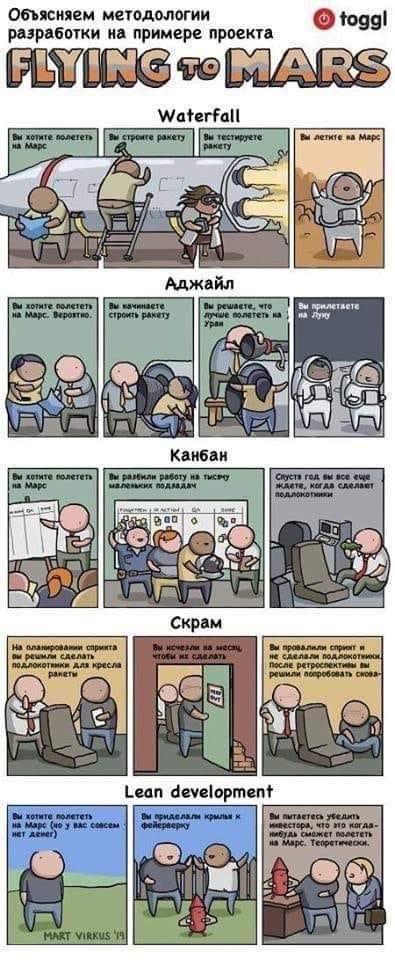 Объясняем методологии
разработки на примере проекта
toggl
FLYING TO MARS
Waterfall
Вы хотите полететь
на Марс
Вы строите ракету
Вы тестируете
ракету
Вы летите на Марс
Аджайл
Вы хотите полететь
на Марс. Вероятно.
Вы начинаете
строить ракету
Вы решаете, что
лучше полететь на
Уран
Вы прилетаете
на Луну
Канбан
Вы хотите полететь
на Марс
Вы разбили работу на тысячу
маленьких подзадач
QA
DONE
Спустя год вы все еще
ждете, когда сделают
подлокотники
Скрам
На планировании спринта
вы решили сделать
подлокотники для кресла
ракеты
Вы исчезли на месяц,
чтобы их сделать
KEEP
OUT
Вы провалили спринт и
не сделали подлокотники.
После ретроспективы вы
решили попробовать снова
Lean development
Вы хотите полететь
на Марс (но у вас совсем
нет денег)
MART VIRKUS '19
Вы приделали крылья к
фейерверку
Вы пытаетесь убедить
инвестора, что это когда-
нибудь сможет полететь
на Марс. Теоретически.